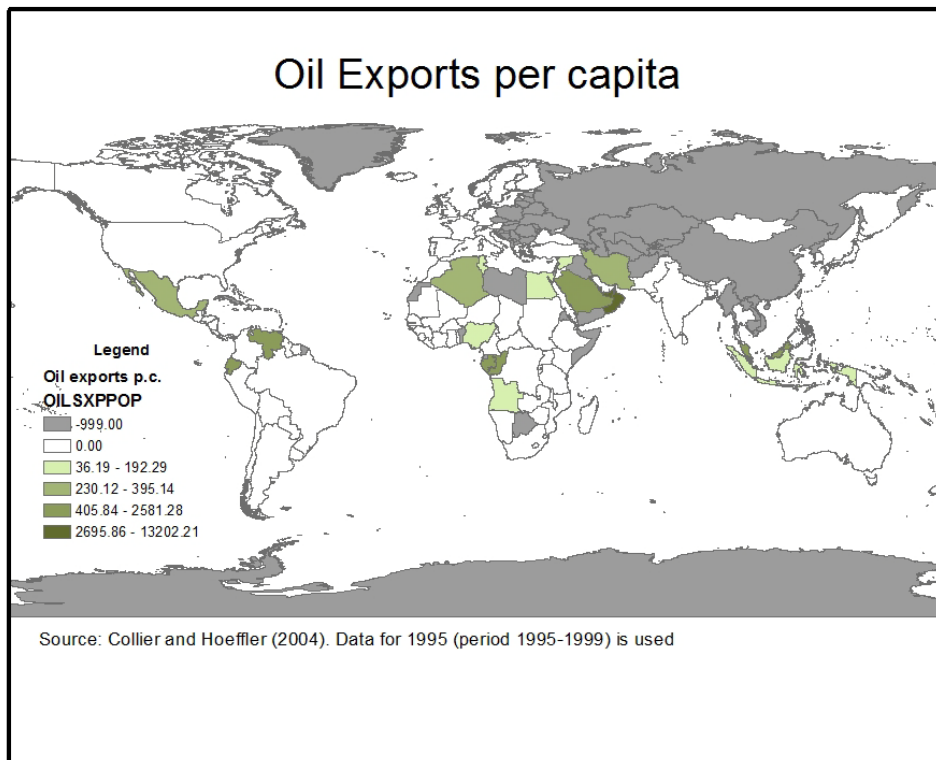 Oil Exports per capita
Legend
Oil exports p.c.
OILSXPPOP
-999.00
0.00
36.19 - 192.29
230.12 - 395.14
405.84 - 2581.28
2695.86 - 13202.21
Source: Collier and Hoeffler (2004). Data for 1995 (period 1995-1999) is used